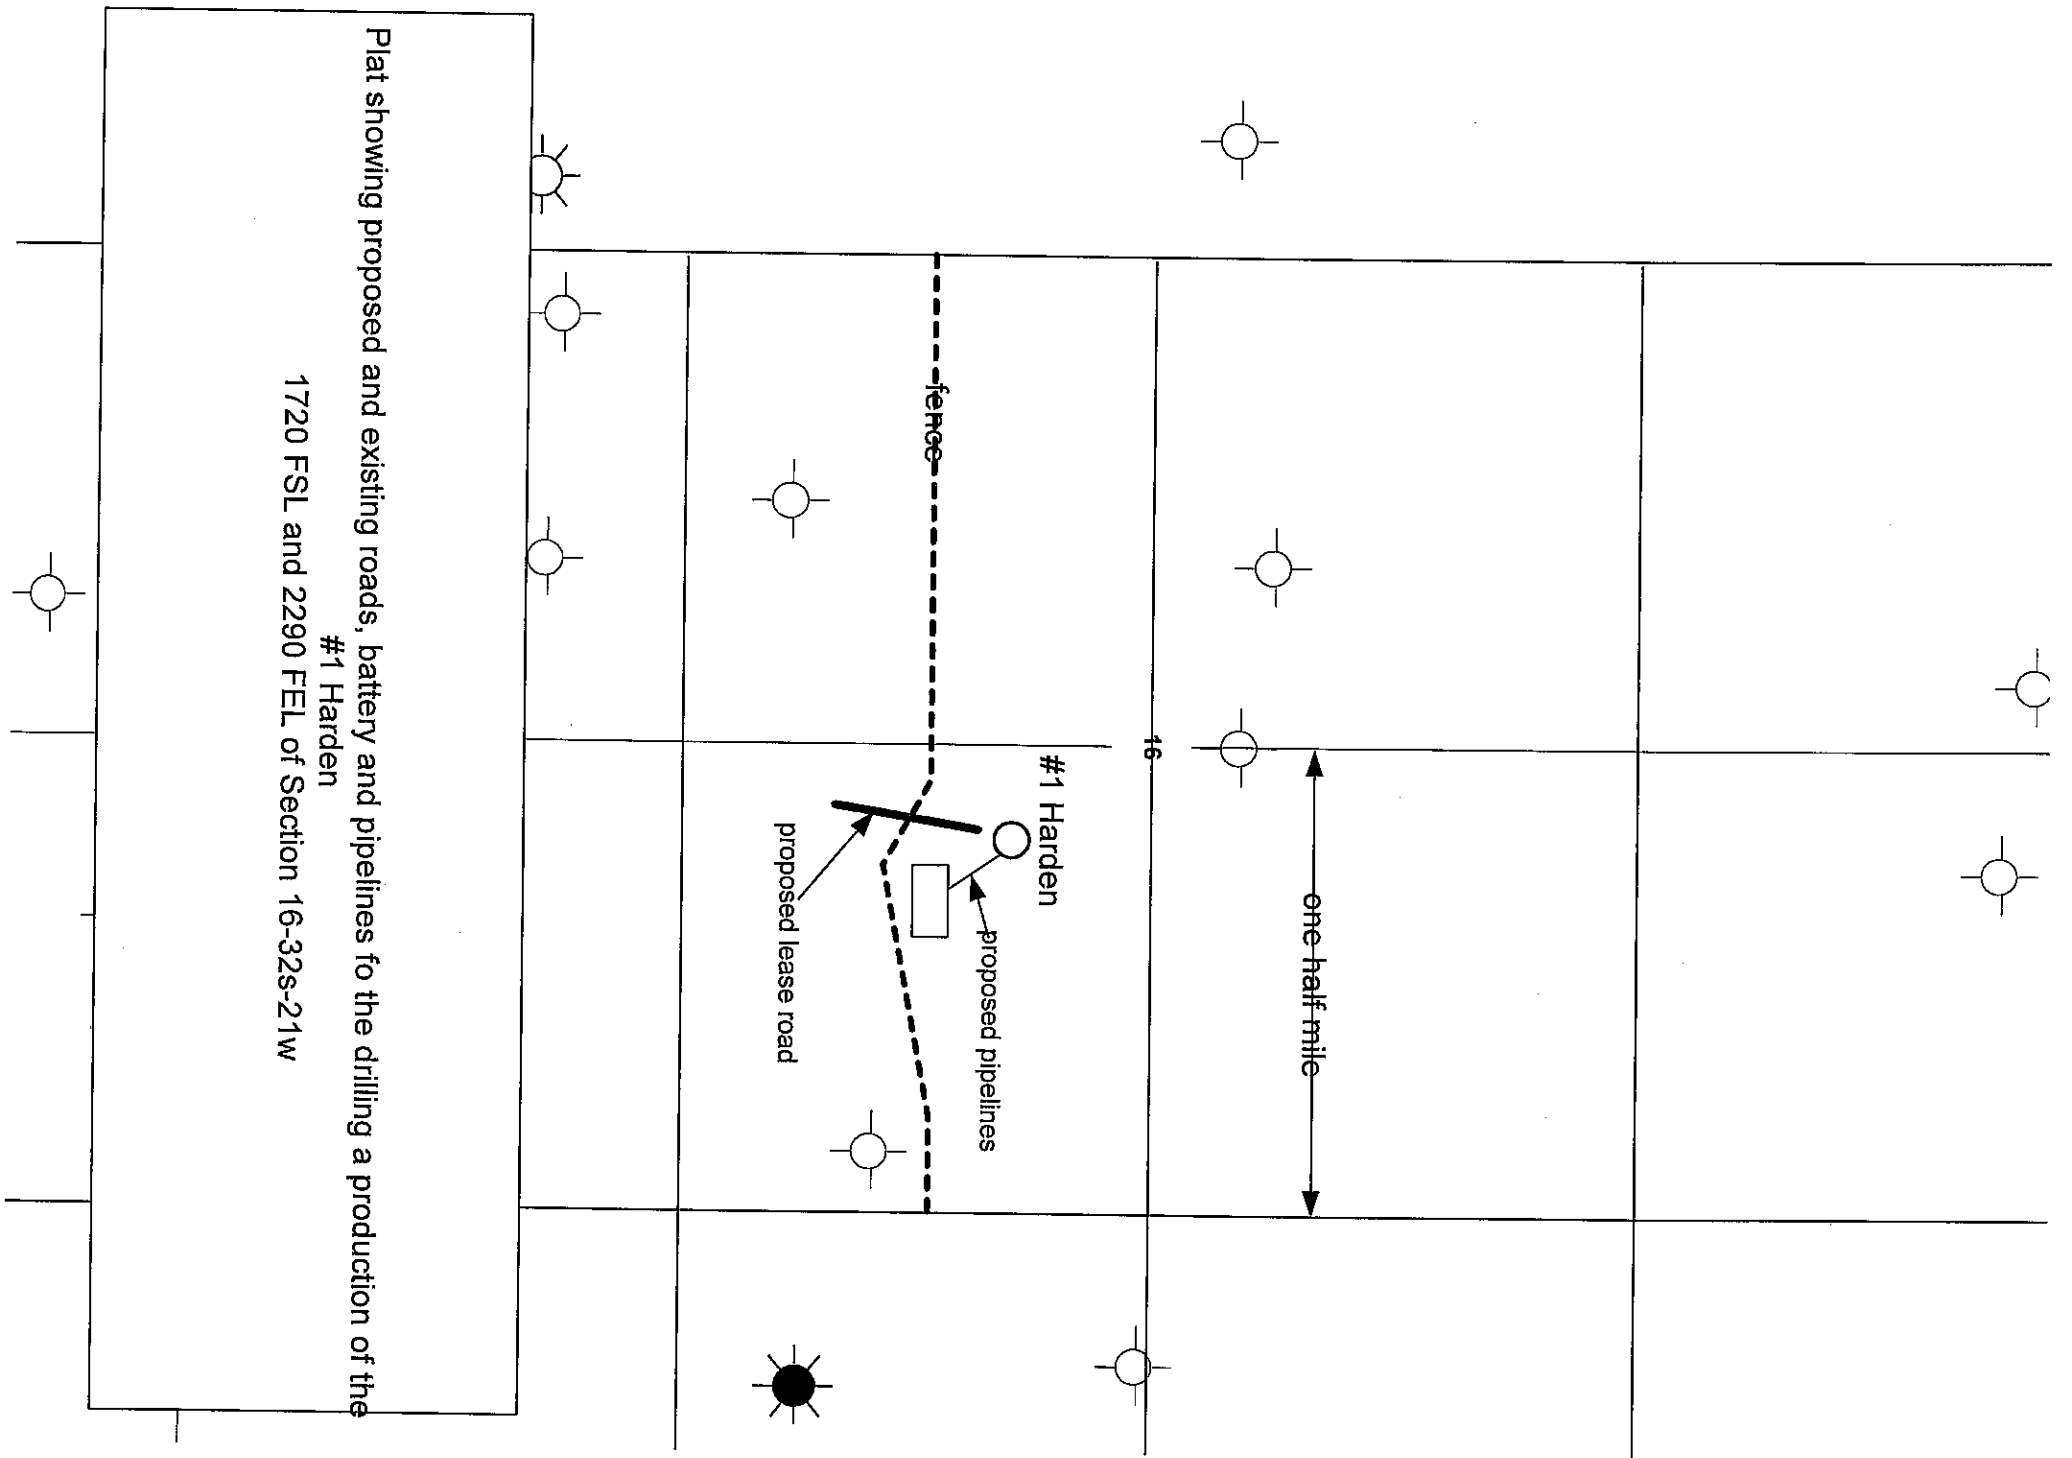 one half mile
16
#1 Harden
proposed pipelines
fence
proposed lease road
Plat showing proposed and existing roads, battery and pipelines fo the drilling a production of the
#1 Harden
1720 FSL and 2290 FEL of Section 16-32s-21w